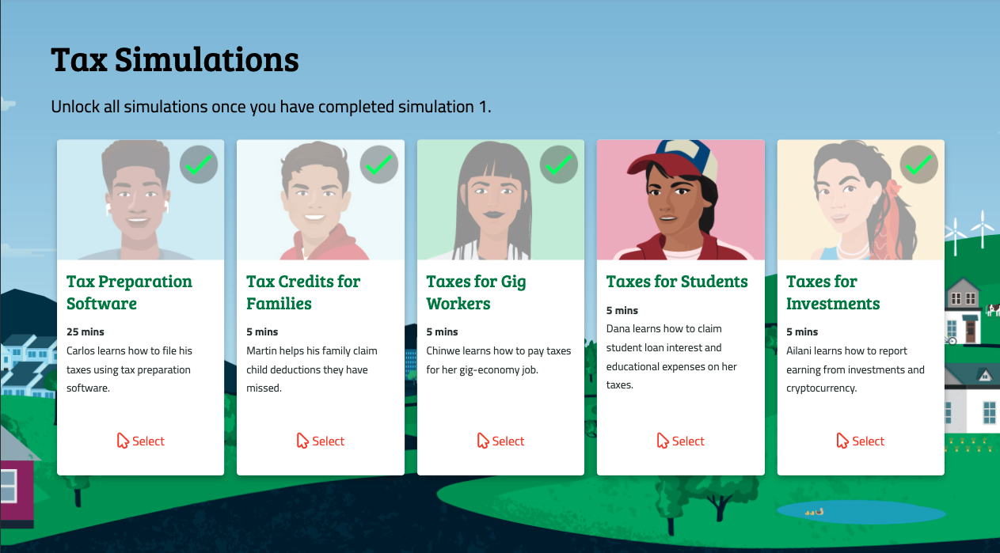 Tax Simulations
Unlock all simulations once you have completed simulation 1.
Tax Preparation
Software
25 mins
Carlos learns how to file his
taxes using tax preparation
software.
Select
Tax Credits for
Families
5 mins
Martin helps his family claim
child deductions they have
missed.
Select
Taxes for Gig
Workers
5 mins
Chinwe learns how to pay taxes
for her gig-economy job.
Select
Taxes for Students
5 mins
Dana learns how to claim
student loan interest and
educational expenses on her
taxes.
Select
Taxes for
Investments
5 mins
Ailani learns how to report
earning from investments and
cryptocurrency.
Select